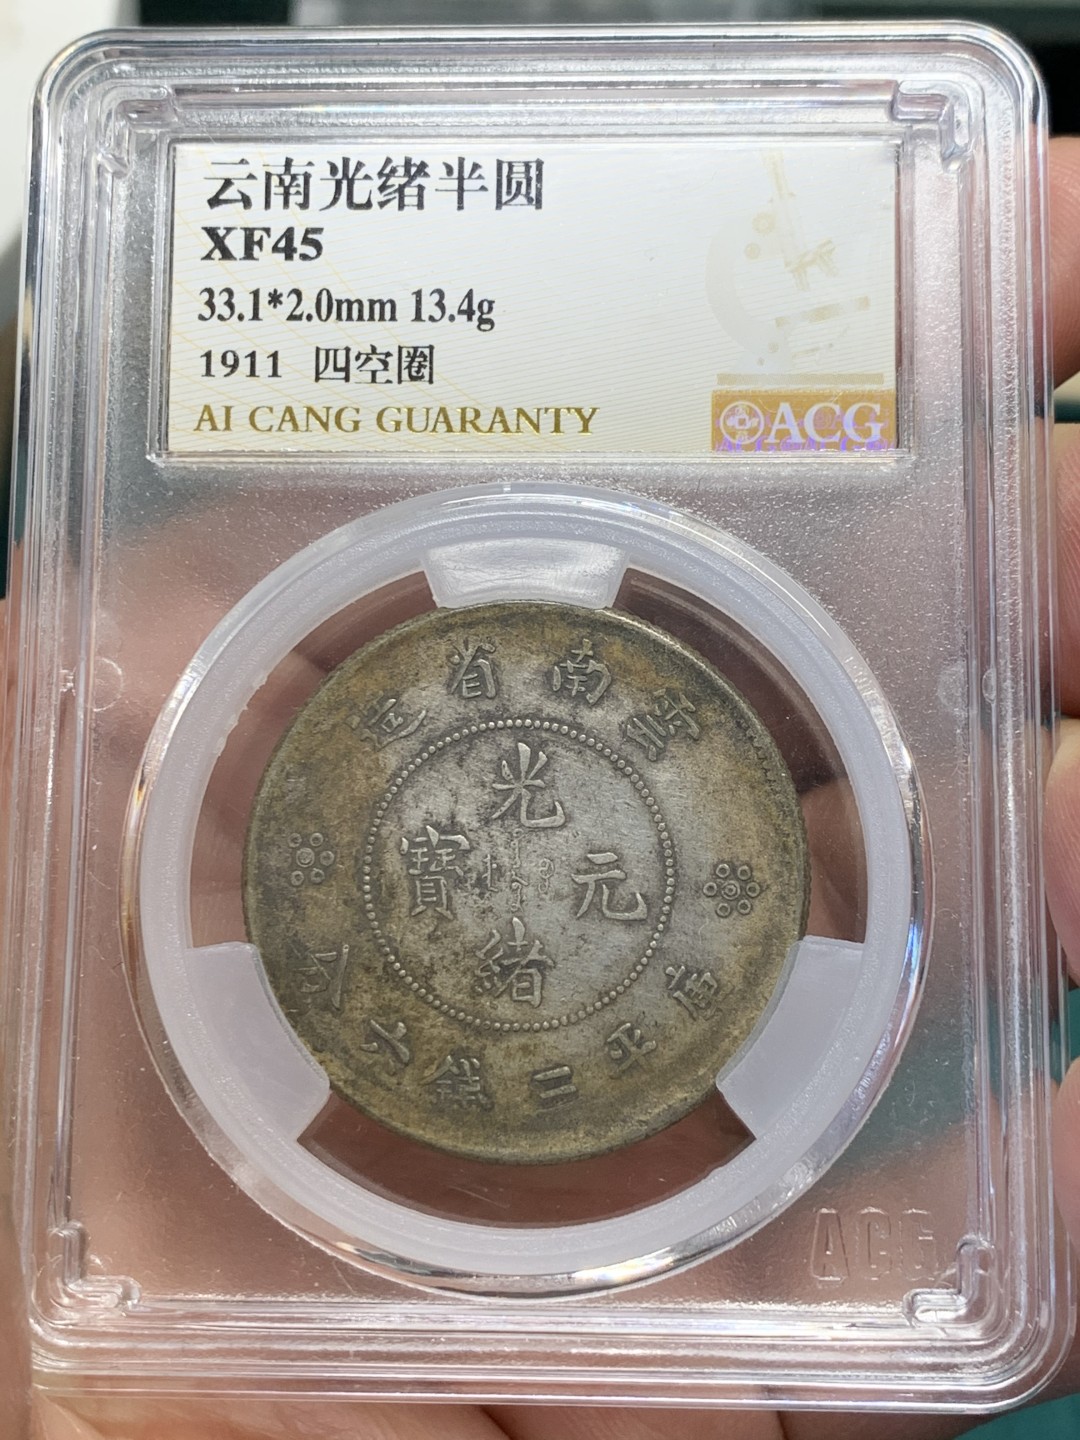 云南光绪半圆
XF45
33.1*2.0mm 13.4g
1911 四空圈
AI CANG GUARANTY
ACG
造省南雲
光
寶 元
緒
庫平三錢六分
ACG